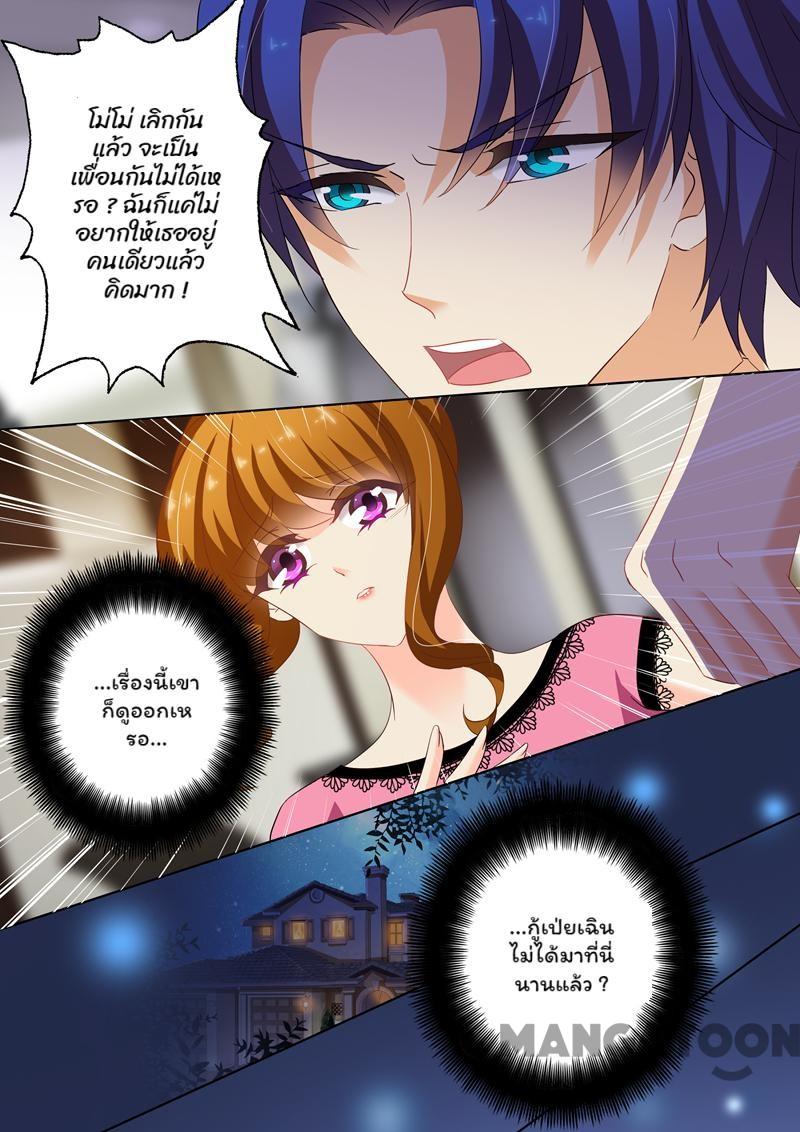 โม่โม่ เลิกกัน
แล้ว จะเป็น
เพื่อนกันไม่ได้เห
รอ ? ฉันก็แค่ไม่
อยากให้เธออยู่
คนเดียวแล้ว
คิดมาก !
...เรื่องนี้เขา
ก็ดูออกเห
รอ...
...กู้เป่ยเฉิน
ไม่ได้มาที่นี่
นานแล้ว ?
MANGATOON